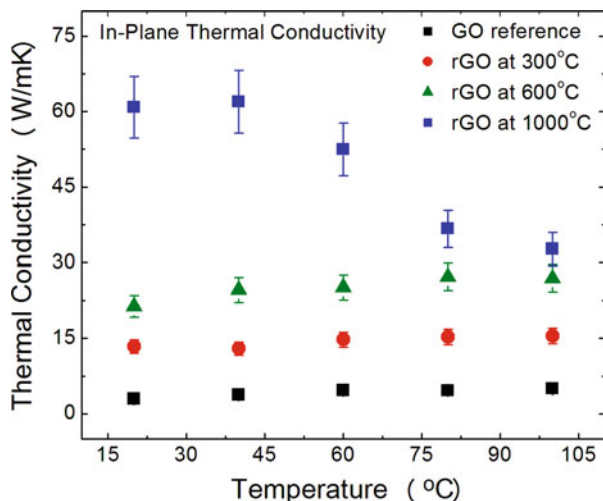 In-Plane Thermal Conductivity
GO reference
rGO at 300°C
rGO at 600°C
rGO at 1000°C
Thermal Conductivity (W/mK)
75
60
45
30
15
0
15 30 45 60 75 90 105
Temperature (°C)